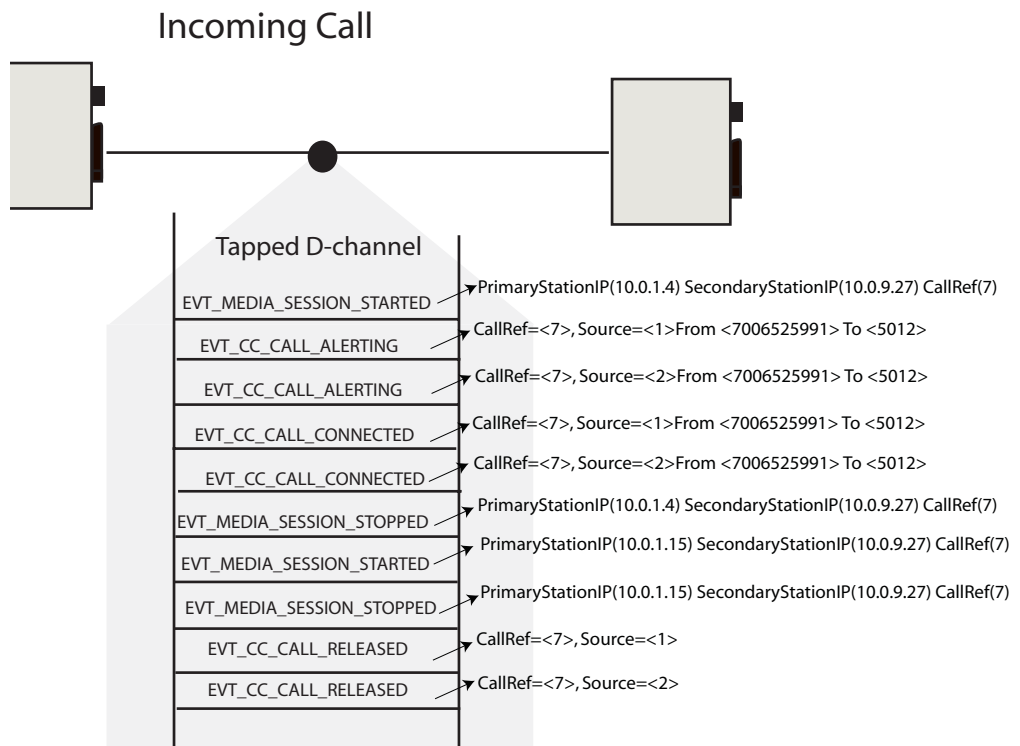 Incoming Call
Tapped D-channel
EVT_MEDIA_SESSION_STARTED PrimaryStationIP(10.0.1.4) SecondaryStationIP(10.0.9.27) CallRef(7)
EVT_CC_CALL_ALERTING CallRef=<7>, Source=<1>From <7006525991> To <5012>
EVT_CC_CALL_ALERTING CallRef=<7>, Source=<2>From <7006525991> To <5012>
EVT_CC_CALL_CONNECTED CallRef=<7>, Source=<1>From <7006525991> To <5012>
EVT_CC_CALL_CONNECTED CallRef=<7>, Source=<2>From <7006525991> To <5012>
EVT_MEDIA_SESSION_STOPPED PrimaryStationIP(10.0.1.4) SecondaryStationIP(10.0.9.27) CallRef(7)
EVT_MEDIA_SESSION_STARTED PrimaryStationIP(10.0.1.15) SecondaryStationIP(10.0.9.27) CallRef(7)
EVT_MEDIA_SESSION_STOPPED PrimaryStationIP(10.0.1.15) SecondaryStationIP(10.0.9.27) CallRef(7)
EVT_CC_CALL_RELEASED CallRef=<7>, Source=<1>
EVT_CC_CALL_RELEASED CallRef=<7>, Source=<2>